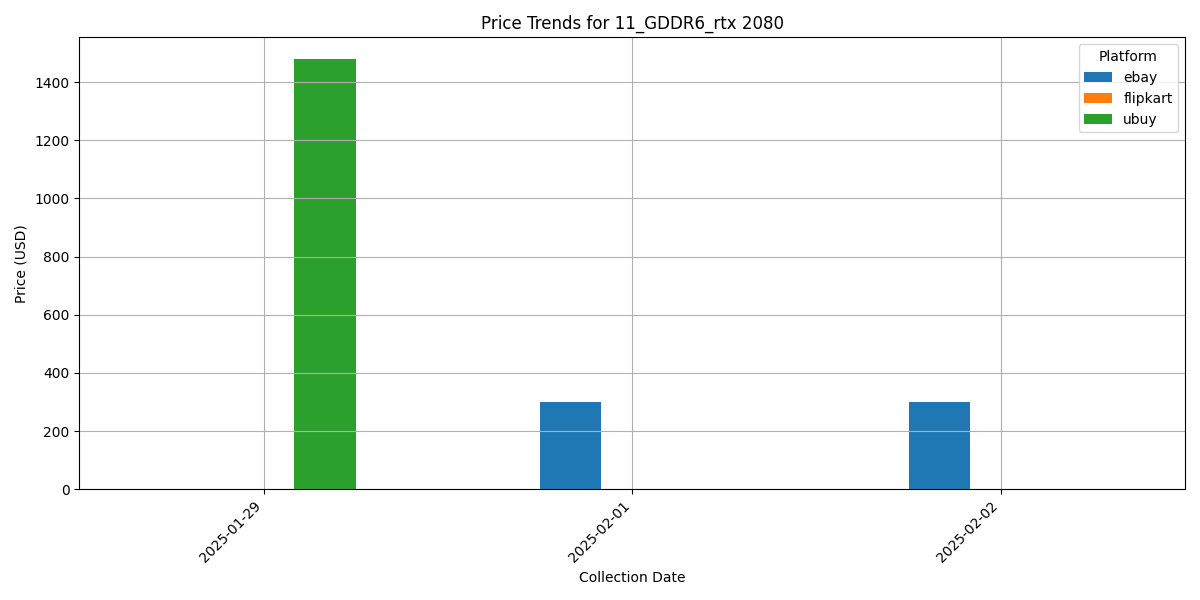 Price Trends for 11_GDDR6_rtx 2080
Platform
ebay
flipkart
ubuy
Price (USD)
1400
1200
1000
800
600
400
200
0
2025-01-29
2025-02-01
2025-02-02
Collection Date